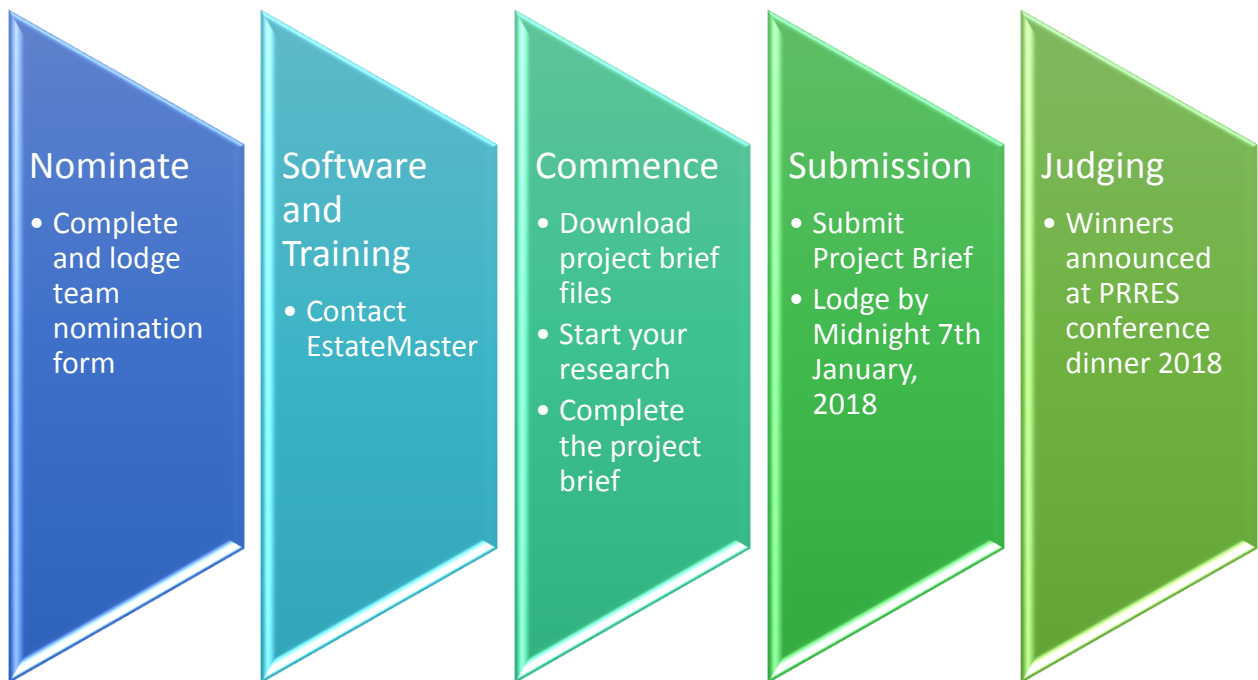 Nominate
• Complete
and lodge
team
nomination
form
Software
and
Training
• Contact
EstateMaster
Commence
• Download
project brief
files
• Start your
research
• Complete
the project
brief
Submission
• Submit
Project Brief
• Lodge by
Midnight 7th
January,
2018
Judging
• Winners
announced
at PRRES
conference
dinner 2018